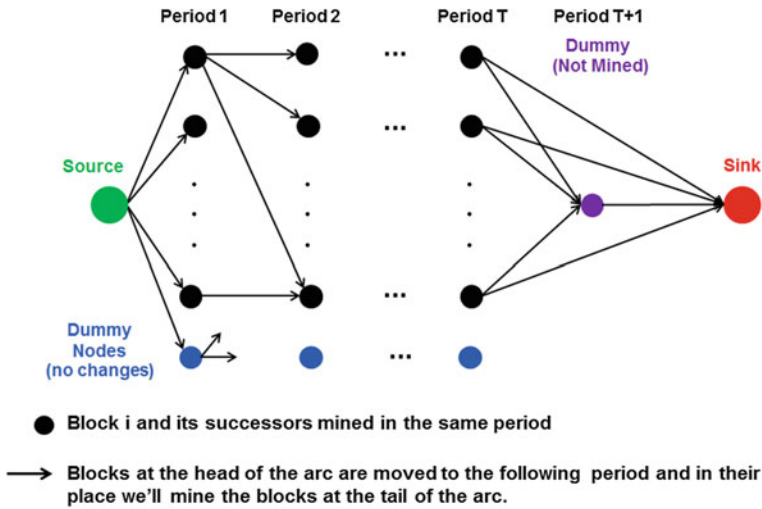 Period 1 Period 2 Period T Period T+1
Dummy
(Not Mined)
...
...
Source
Sink
...
Dummy
Nodes
(no changes)
...
Block i and its successors mined in the same period
Blocks at the head of the arc are moved to the following period and in their
place we'll mine the blocks at the tail of the arc.